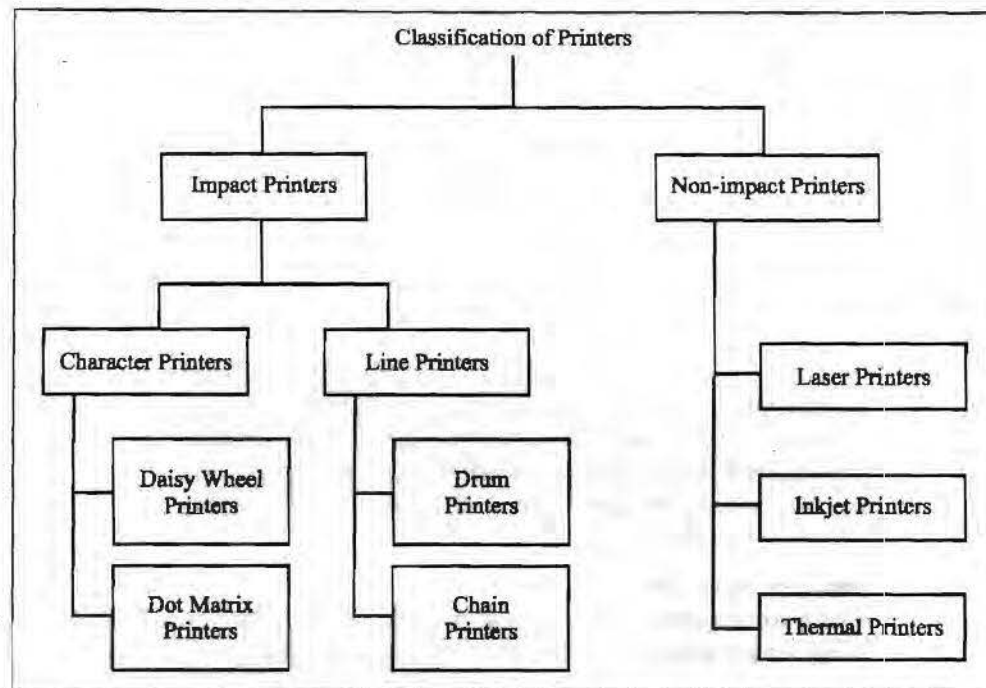 Classification of Printers
Impact Printers
Non-impact Printers
Character Printers
Line Printers
Laser Printers
Daisy Wheel
Printers
Drum
Printers
Inkjet Printers
Dot Matrix
Printers
Chain
Printers
Thermal Printers